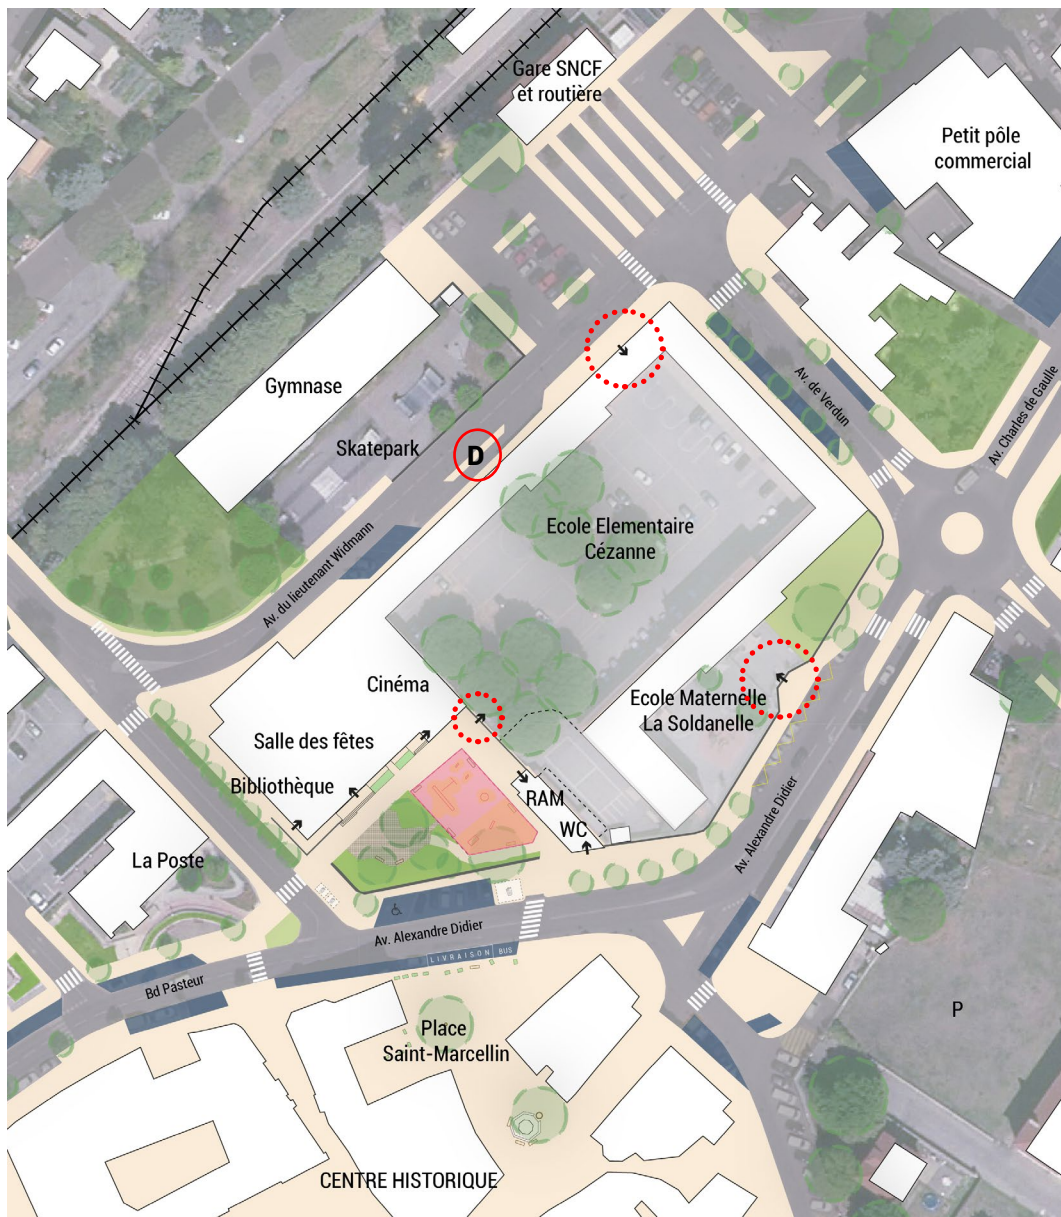 Gare SNCF
et routière
Petit pôle
commercial
Gymnase
Av. de Verdun
Av. Charles de Gaulle
Skatepark
D
Ecole Elementaire
Cézanne
Av. du lieutenant Widmann
Cinéma
Ecole Maternelle
La Soldanelle
Salle des fêtes
Bibliothèque
RAM
WC
La Poste
Av. Alexandre Didier
Av. Alexandre Didier
LIVRAISON BUS
Bd Pasteur
P
Place
Saint-Marcellin
CENTRE HISTORIQUE